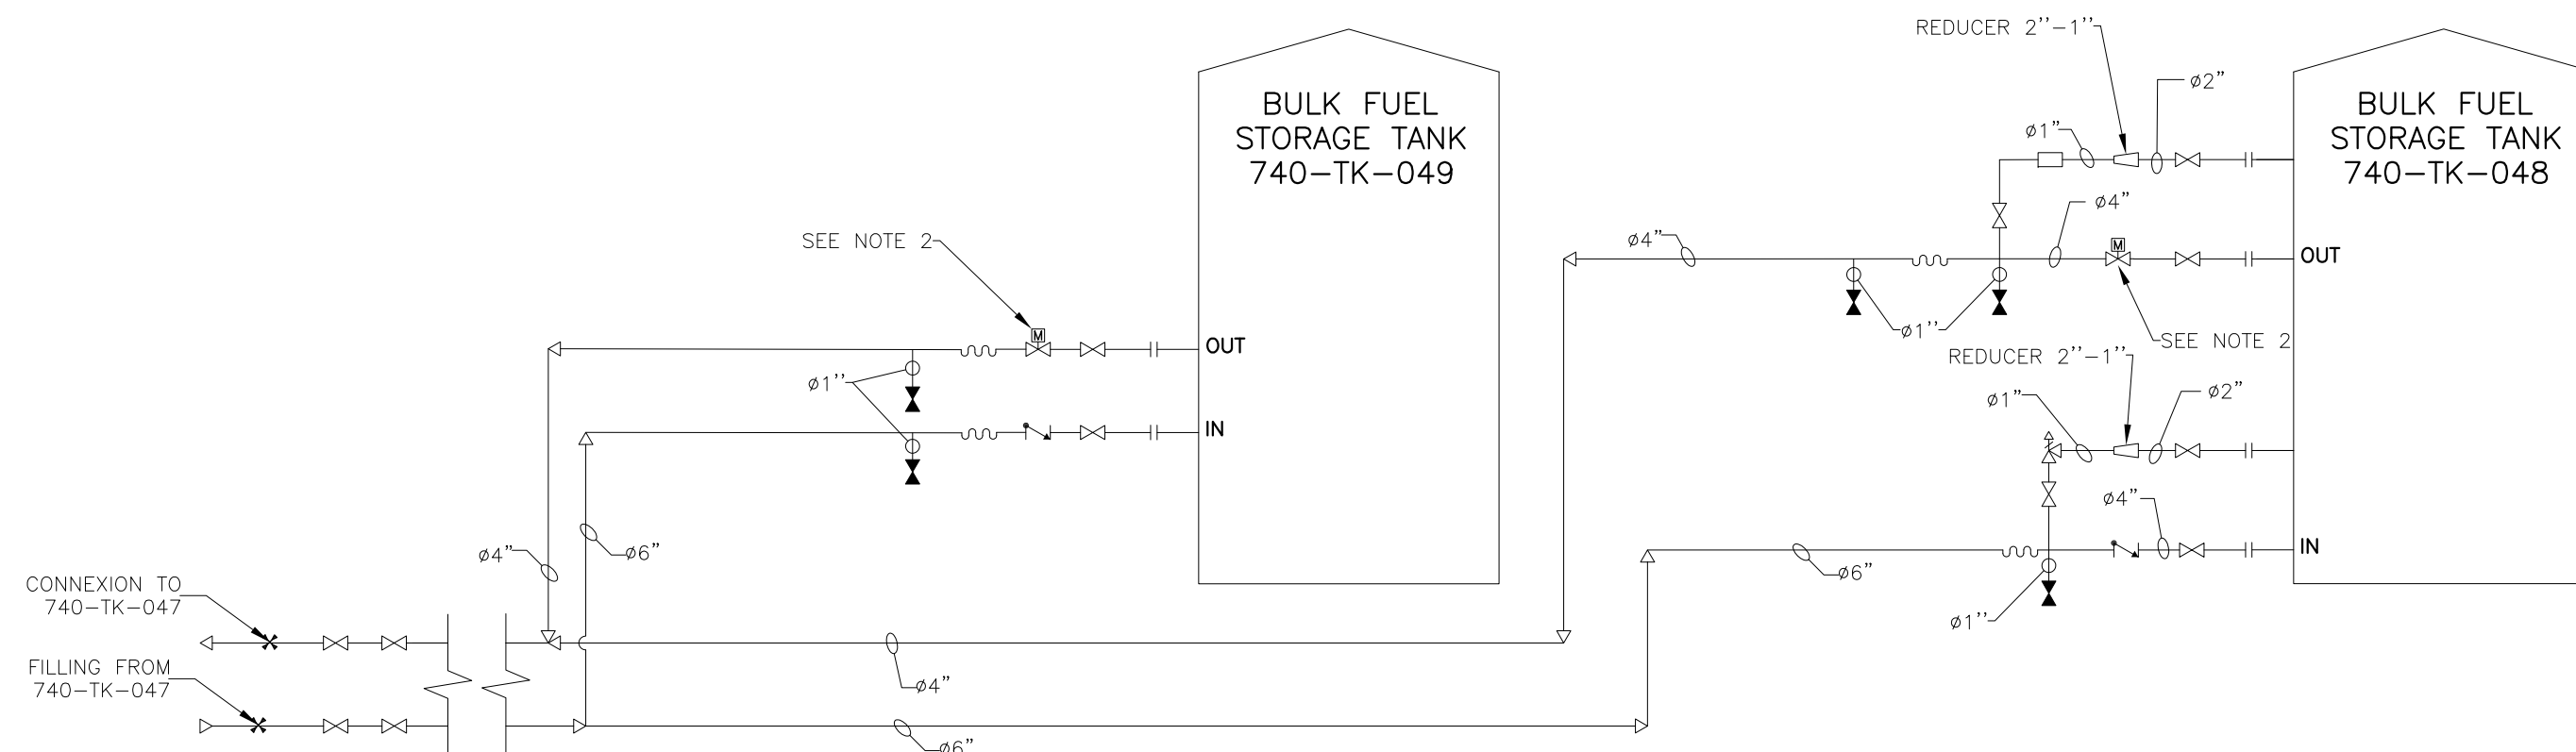 REDUCER 2''-1''
BULK FUEL
STORAGE TANK
740-TK-049
BULK FUEL
STORAGE TANK
740-TK-048
ø2"
ø1"
ø4"
SEE NOTE 2
ø4"
OUT
ø1''
SEE NOTE 2
M
M
OUT
ø1''
IN
REDUCER 2''-1''
ø1"
ø2"
ø4"
IN
ø4"
ø6"
ø6"
ø1''
CONNEXION TO
740-TK-047
FILLING FROM
740-TK-047
ø4"
ø6"